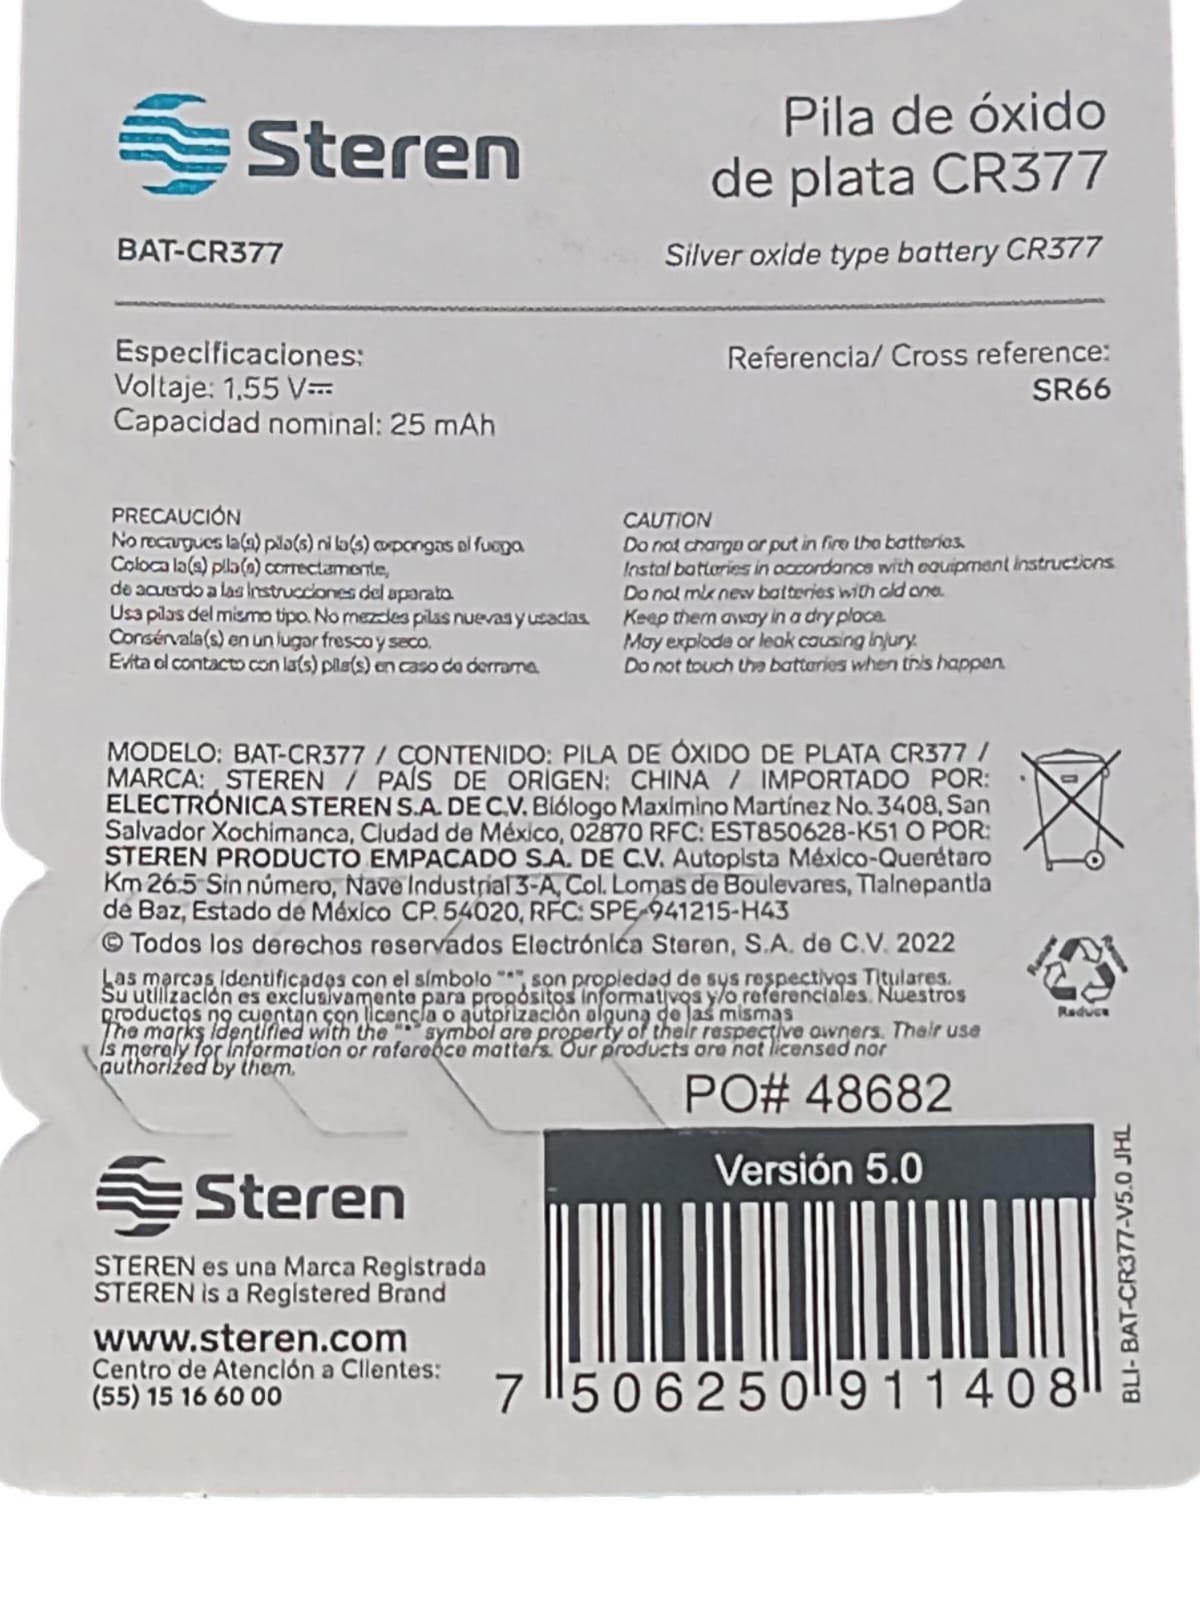 Steren
Pila de óxido
de plata CR377
BAT-CR377
Silver oxide type battery CR377
Especificaciones:
Voltaje: 1,55 V⎓
Capacidad nominal: 25 mAh
Referencia/ Cross reference:
SR66
PRECAUCIÓN
No recargues la(s) pila(s) ni la(s) expongas al fuego.
Coloca la(s) pila(s) correctamente,
de acuerdo a las instrucciones del aparato.
Usa pilas del mismo tipo. No mezcles pilas nuevas y usadas.
Consérvala(s) en un lugar fresco y seco.
Evita el contacto con la(s) pila(s) en caso de derrame.
CAUTION
Do not charge or put in fire the batteries.
Instal batteries in accordance with equipment instructions.
Do not mix new batteries with old one.
Keep them away in a dry place.
May explode or leak causing injury.
Do not touch the batteries when this happen.
MODELO: BAT-CR377 / CONTENIDO: PILA DE ÓXIDO DE PLATA CR377 /
MARCA: STEREN / PAÍS DE ORIGEN: CHINA / IMPORTADO POR:
ELECTRÓNICA STEREN S.A. DE C.V. Biólogo Maximino Martínez No. 3408, San
Salvador Xochimanca, Ciudad de México, 02870 RFC: EST850628-K51 O POR:
STEREN PRODUCTO EMPACADO S.A. DE C.V. Autopista México-Querétaro
Km 26.5 Sin número, Nave Industrial 3-A, Col. Lomas de Boulevares, Tlalnepantla
de Baz, Estado de México CP. 54020, RFC: SPE-941215-H43
© Todos los derechos reservados Electrónica Steren, S.A. de C.V. 2022
Las marcas identificadas con el símbolo "*", son propiedad de sus respectivos Titulares.
Su utilización es exclusivamente para propósitos informativos y/o referenciales. Nuestros
productos no cuentan con licencia o autorización alguna de las mismas
The marks identified with the "*" symbol are property of their respective owners. Their use
is merely for information or reference matters. Our products are not licensed nor
authorized by them.
Reduce
PO# 48682
Versión 5.0
Steren
STEREN es una Marca Registrada
STEREN is a Registered Brand
www.steren.com
Centro de Atención a Clientes:
(55) 15 16 60 00
7 506250 911408
BLI- BAT-CR377-V5.0 JHL